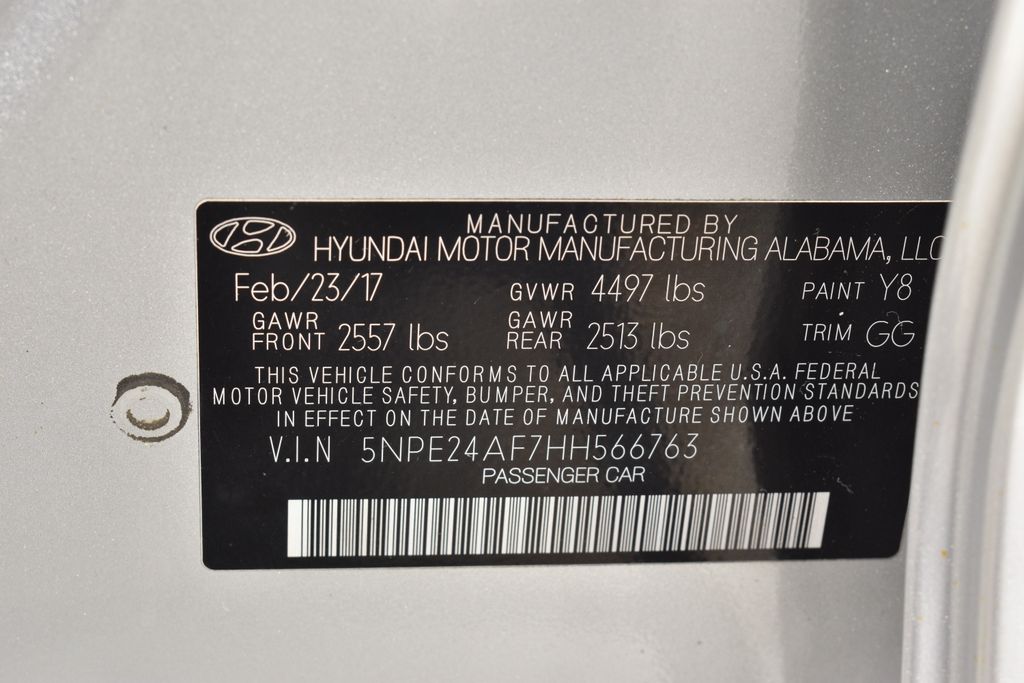 MANUFACTURED BY
HYUNDAI MOTOR MANUFACTURING ALABAMA, LLC
Feb/23/17 GVWR 4497 lbs PAINT Y8
GAWR FRONT 2557 lbs GAWR REAR 2513 lbs TRIM GG
THIS VEHICLE CONFORMS TO ALL APPLICABLE U.S.A. FEDERAL
MOTOR VEHICLE SAFETY, BUMPER, AND THEFT PREVENTION STANDARDS
IN EFFECT ON THE DATE OF MANUFACTURE SHOWN ABOVE
V.I.N 5NPE24AF7HH566763
PASSENGER CAR